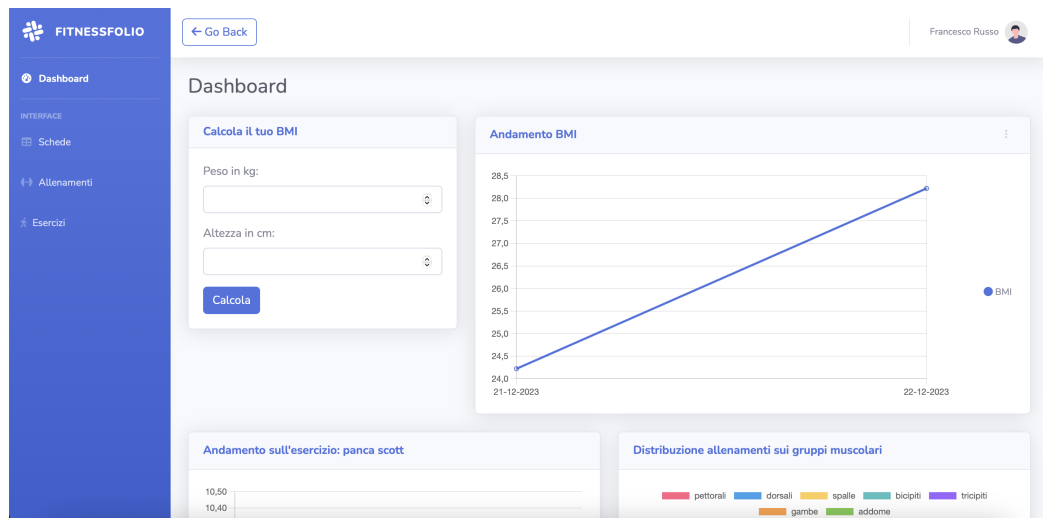 FITNESSFOLIO
Go Back
Francesco Russo
Dashboard
INTERFACE
Schede
Allenamenti
Esercizi
Dashboard
Calcola il tuo BMI
Peso in kg:
Altezza in cm:
Calcola
Andamento BMI
28,5
28,0
27,5
27,0
26,5
26,0
25,5
25,0
24,5
24,0
21-12-2023
22-12-2023
BMI
Andamento sull'esercizio: panca scott
10,50
10,40
Distribuzione allenamenti sui gruppi muscolari
pettorali dorsali spalle bicipiti tricipiti
gambe addome